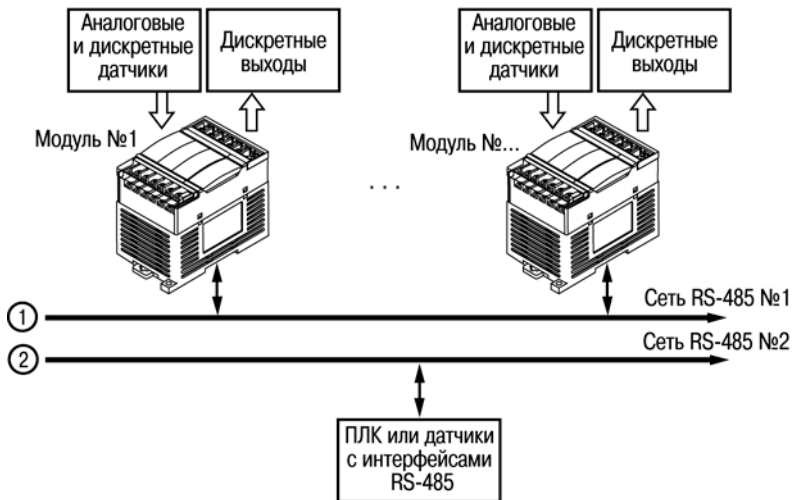 Аналоговые
и дискретные
датчики
Дискретные
выходы
Аналоговые
и дискретные
датчики
Дискретные
выходы
Модуль №1
Модуль №...
. . .
Сеть RS-485 №1
1
Сеть RS-485 №2
2
ПЛК или датчики
с интерфейсами
RS-485